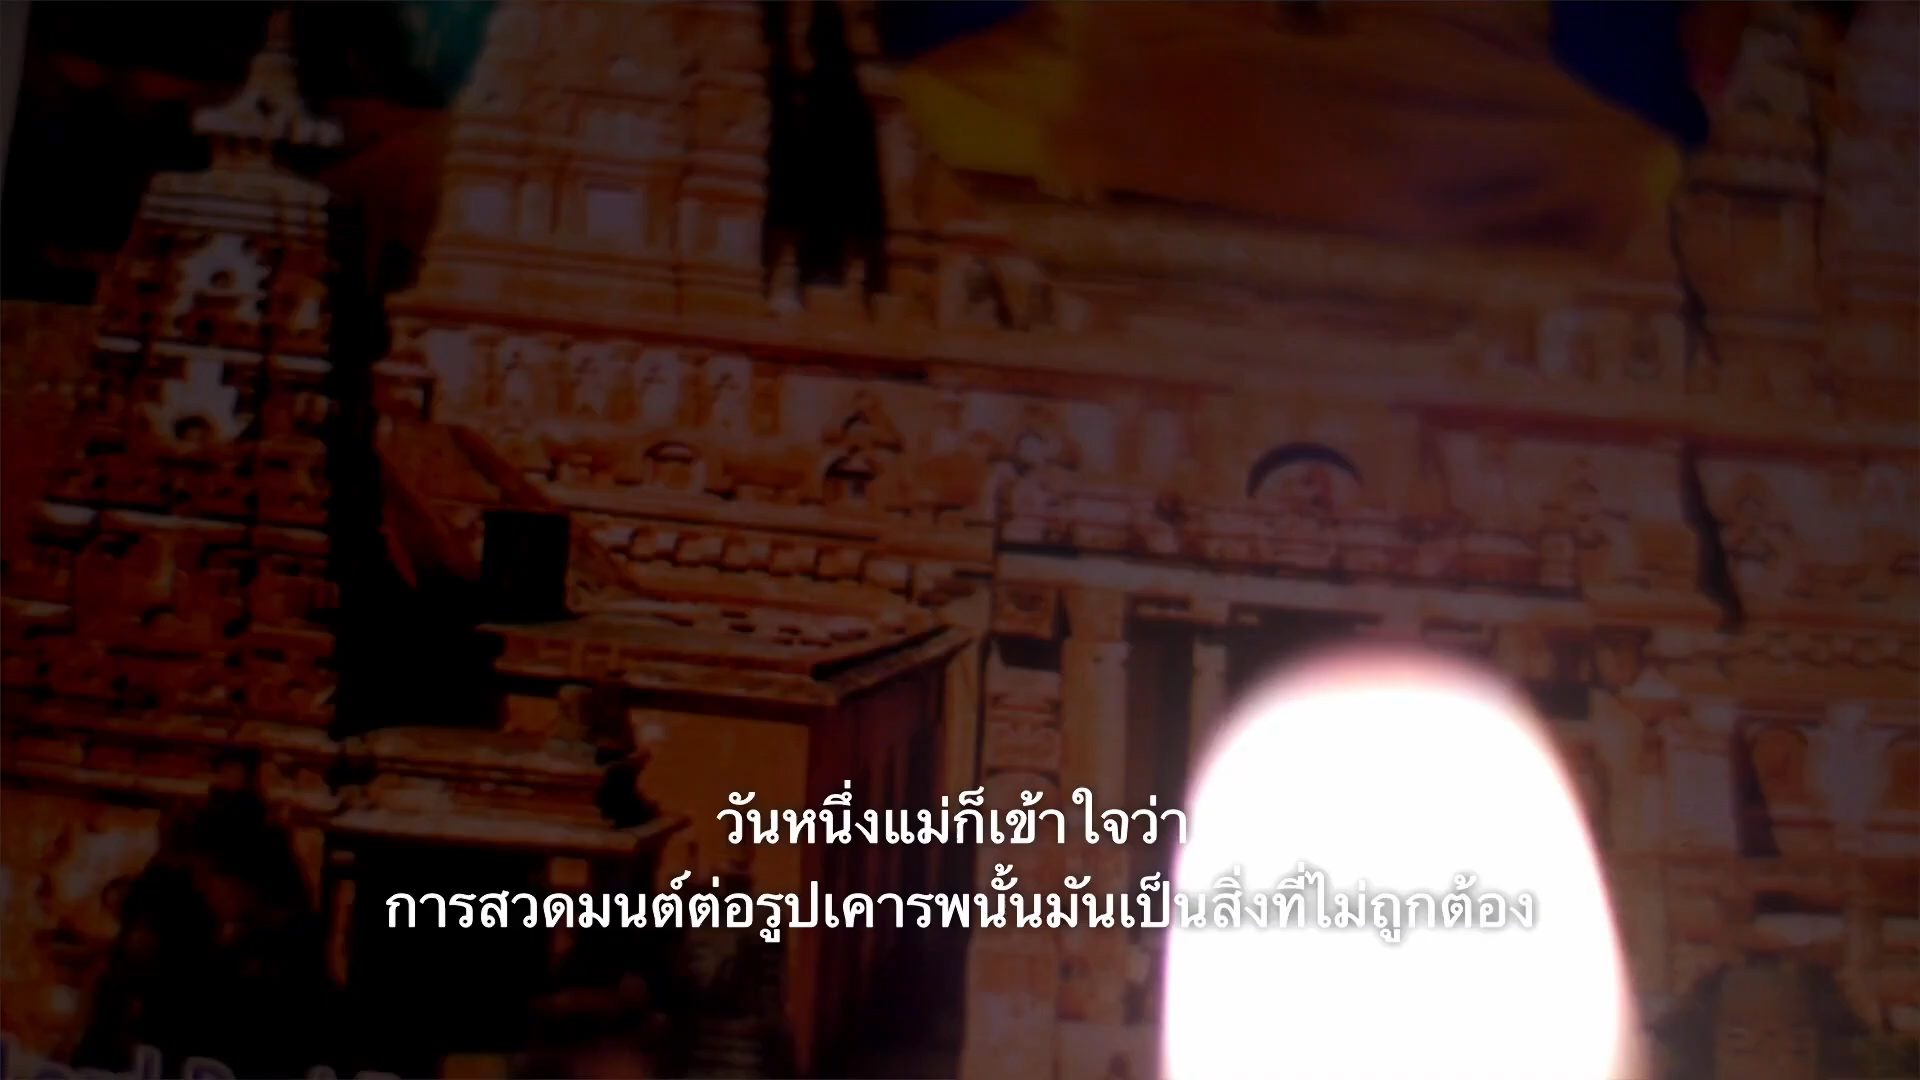 วันหนึ่งแม่ก็เข้าใจว่า
การสวดมนต์ต่อรูปเคารพนั้นมันเป็นสิ่งที่ไม่ถูกต้อง